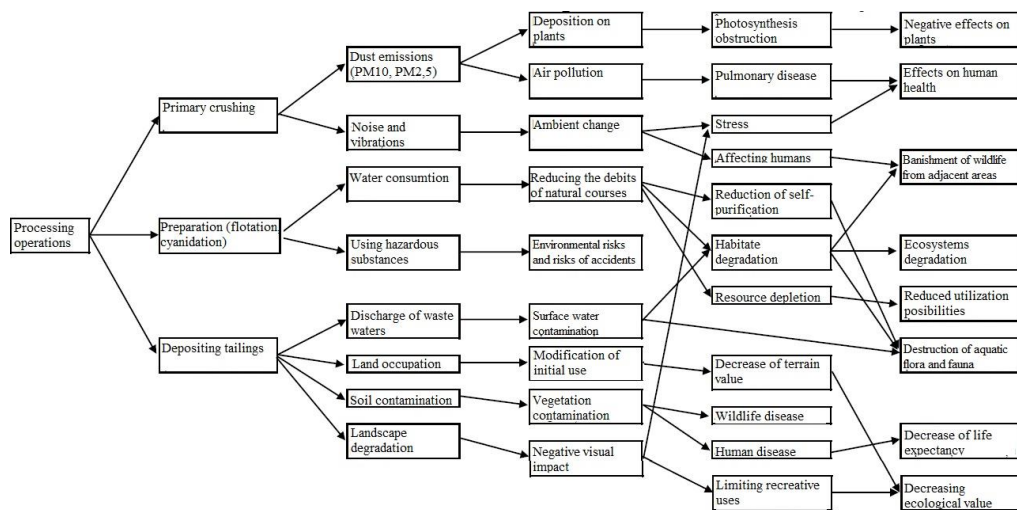 Processing
operations
Primary crushing
Preparation (flotation,
cyanidation)
Depositing tailings
Dust emissions
(PM10, PM2,5)
Noise and
vibrations
Water consumtion
Using hazardous
substances
Discharge of waste
waters
Land occupation
Soil contamination
Landscape
degradation
Deposition on
plants
Air pollution
Ambient change
Reducing the debits
of natural courses
Environmental risks
and risks of accidents
Surface water
contamination
Modification of
initial use
Vegetation
contamination
Negative visual
impact
Photosynthesis
obstruction
Pulmonary disease
Stress
Affecting humans
Reduction of self-
purification
Habitate
degradation
Resource depletion
Decrease of terrain
value
Wildlife disease
Human disease
Limiting recreative
uses
Negative effects on
plants
Effects on human
health
Banishment of wildlife
from adjacent areas
Ecosystems
degradation
Reduced utilization
posibilities
Destruction of aquatic
flora and fauna
Decrease of life
expectancy
Decreasing
ecological value